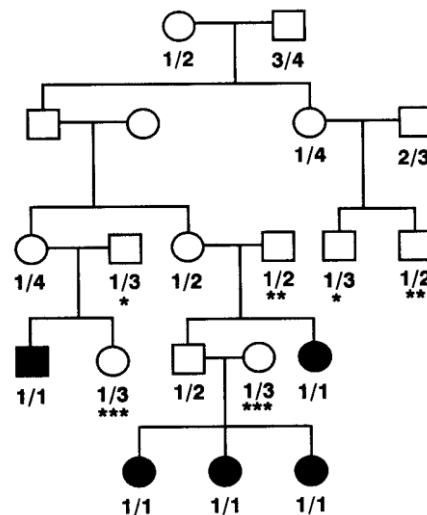 1/2 3/4
1/4 2/3
1/4 1/3 1/2 1/2 1/3 1/2
* ** * **
1/1 1/3 1/2 1/3 1/1
*** ***
1/1 1/1 1/1